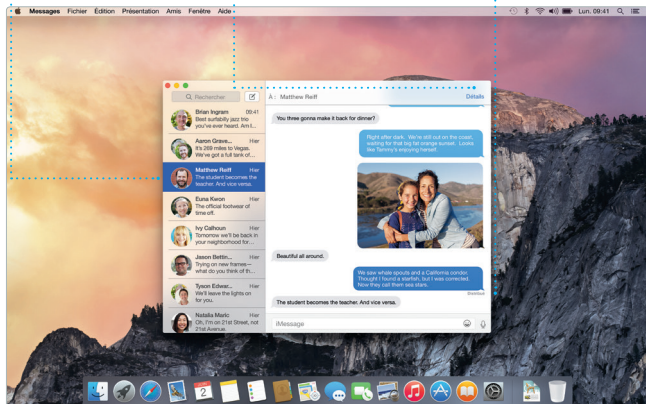 Messages Fichier Édition Présentation Amis Fenêtre Aide
Lun. 09:41
Rechercher
À : Matthew Reiff
Détails
Brian Ingram 09:41
Best surfabilly jazz trio
you've ever heard. Am I...
Aaron Grave... Hier
It's 269 miles to Vegas.
We've got a full tank of...
Matthew Reiff Hier
The student becomes the
teacher. And vice versa.
Euna Kwon Hier
The official footwear of
time off.
Ivy Calhoun Hier
Tomorrow we'll be back in
your neighborhood for...
Jason Bettin... Hier
Trying on new frames—
what do you think of th...
Tyson Edwar... Hier
We'll leave the lights on
for you.
Natalia Maric Hier
Oh, I'm on 21st Street, not
21st Avenue.
You three gonna make it back for dinner?
Right after dark. We're still out on the coast,
waiting for that big fat orange sunset. Looks
like Tammy's enjoying herself.
Beautiful all around.
We saw whale spouts and a California condor.
Thought I found a starfish, but I was corrected.
Now they call them sea stars.
The student becomes the teacher. And vice versa.
iMessage
JUIL.
2